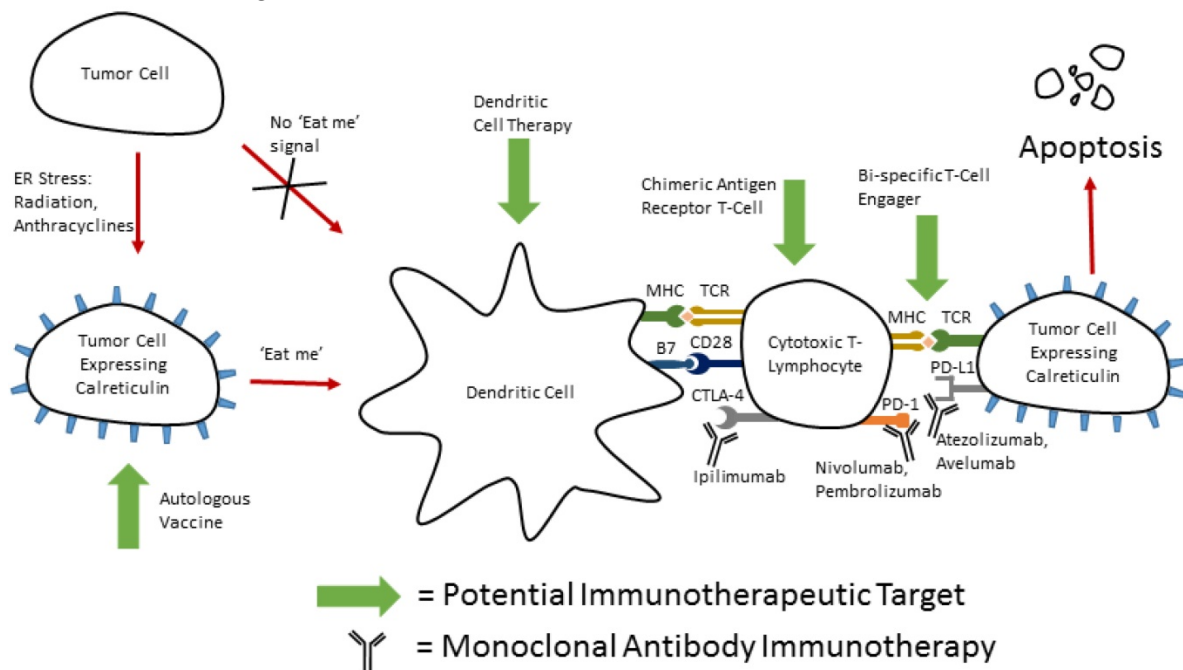 Tumor Cell
No 'Eat me'
signal
ER Stress:
Radiation,
Anthracyclines
Tumor Cell
Expressing
Calreticulin
'Eat me'
Autologous
Vaccine
Dendritic
Cell Therapy
Dendritic Cell
Chimeric Antigen
Receptor T-Cell
MHC TCR
B7 CD28
CTLA-4
Ipilimumab
Cytotoxic T-
Lymphocyte
PD-1
Nivolumab,
Pembrolizumab
Bi-specific T-Cell
Engager
MHC TCR
PD-L1
Atezolizumab,
Avelumab
Tumor Cell
Expressing
Calreticulin
Apoptosis
= Potential Immunotherapeutic Target
= Monoclonal Antibody Immunotherapy